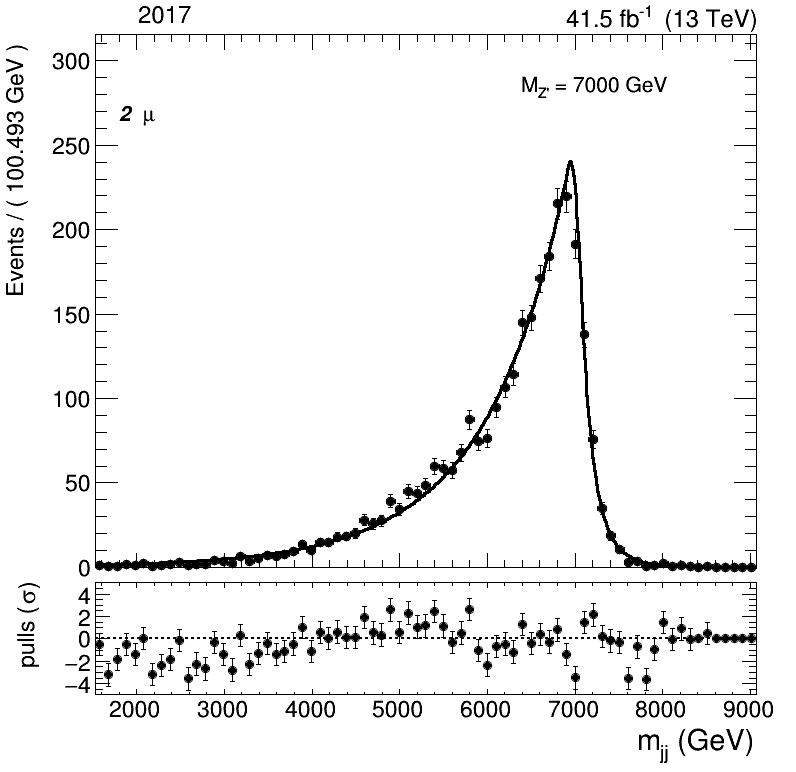 2017 41.5 fb⁻¹ (13 TeV)
Events / ( 100.493 GeV )
300
250
200
150
100
50
0
M_Z' = 7000 GeV
2 μ
pulls (σ)
4
2
0
−2
−4
2000 3000 4000 5000 6000 7000 8000 9000
m_jj (GeV)